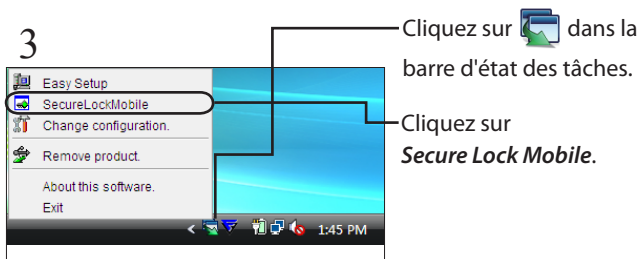 3
Cliquez sur dans la
barre d'état des tâches.
Cliquez sur
Secure Lock Mobile.
Easy Setup
SecureLockMobile
Change configuration.
Remove product.
About this software.
Exit
< 1:45 PM